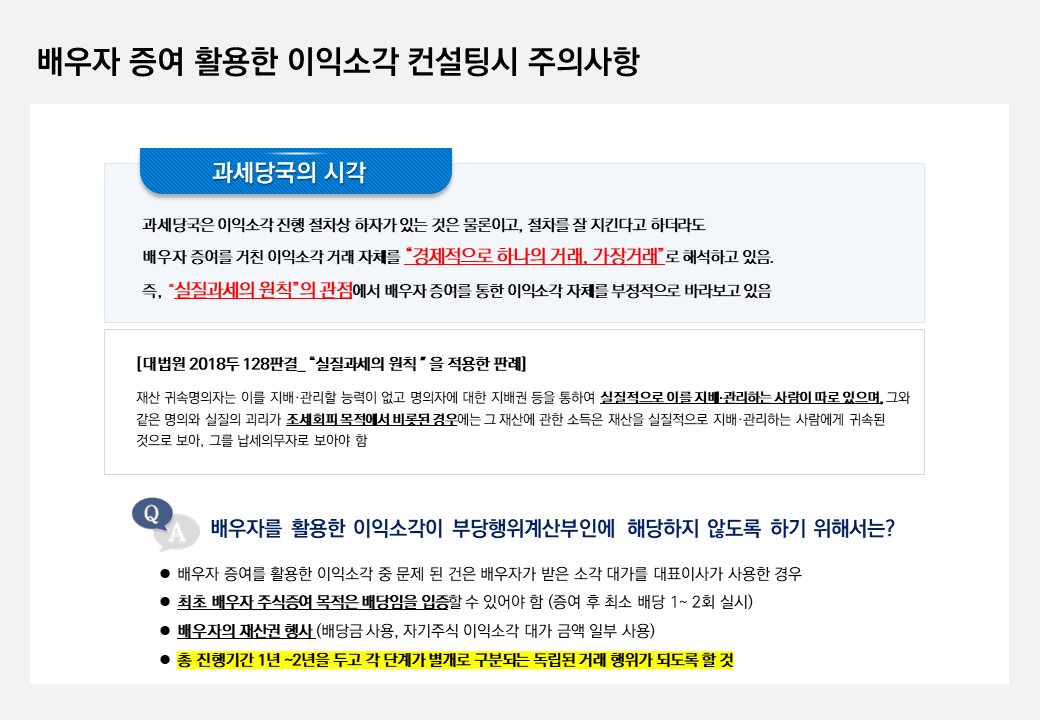 배우자 증여 활용한 이익소각 컨설팅시 주의사항
과세당국의 시각
과세당국은 이익소각 진행 절차상 하자가 있는 것은 물론이고, 절차를 잘 지킨다고 하더라도
배우자 증여를 거친 이익소각 거래 자체를 “경제적으로 하나의 거래, 가장거래”로 해석하고 있음.
즉, “실질과세의 원칙”의 관점에서 배우자 증여를 통한 이익소각 자체를 부정적으로 바라보고 있음
[대법원 2018두 128판결_ “실질과세의 원칙 ” 을 적용한 판례]
재산 귀속명의자는 이를 지배·관리할 능력이 없고 명의자에 대한 지배권 등을 통하여 실질적으로 이를 지배·관리하는 사람이 따로 있으며, 그와
같은 명의와 실질의 괴리가 조세회피 목적에서 비롯된 경우에는 그 재산에 관한 소득은 재산을 실질적으로 지배·관리하는 사람에게 귀속된
것으로 보아, 그를 납세의무자로 보아야 함
Q
A
배우자를 활용한 이익소각이 부당행위계산부인에 해당하지 않도록 하기 위해서는?
● 배우자 증여를 활용한 이익소각 중 문제 된 건은 배우자가 받은 소각 대가를 대표이사가 사용한 경우
● 최초 배우자 주식증여 목적은 배당임을 입증할 수 있어야 함 (증여 후 최소 배당 1~ 2회 실시)
● 배우자의 재산권 행사 (배당금 사용, 자기주식 이익소각 대가 금액 일부 사용)
● 총 진행기간 1년 ~2년을 두고 각 단계가 별개로 구분되는 독립된 거래 행위가 되도록 할 것